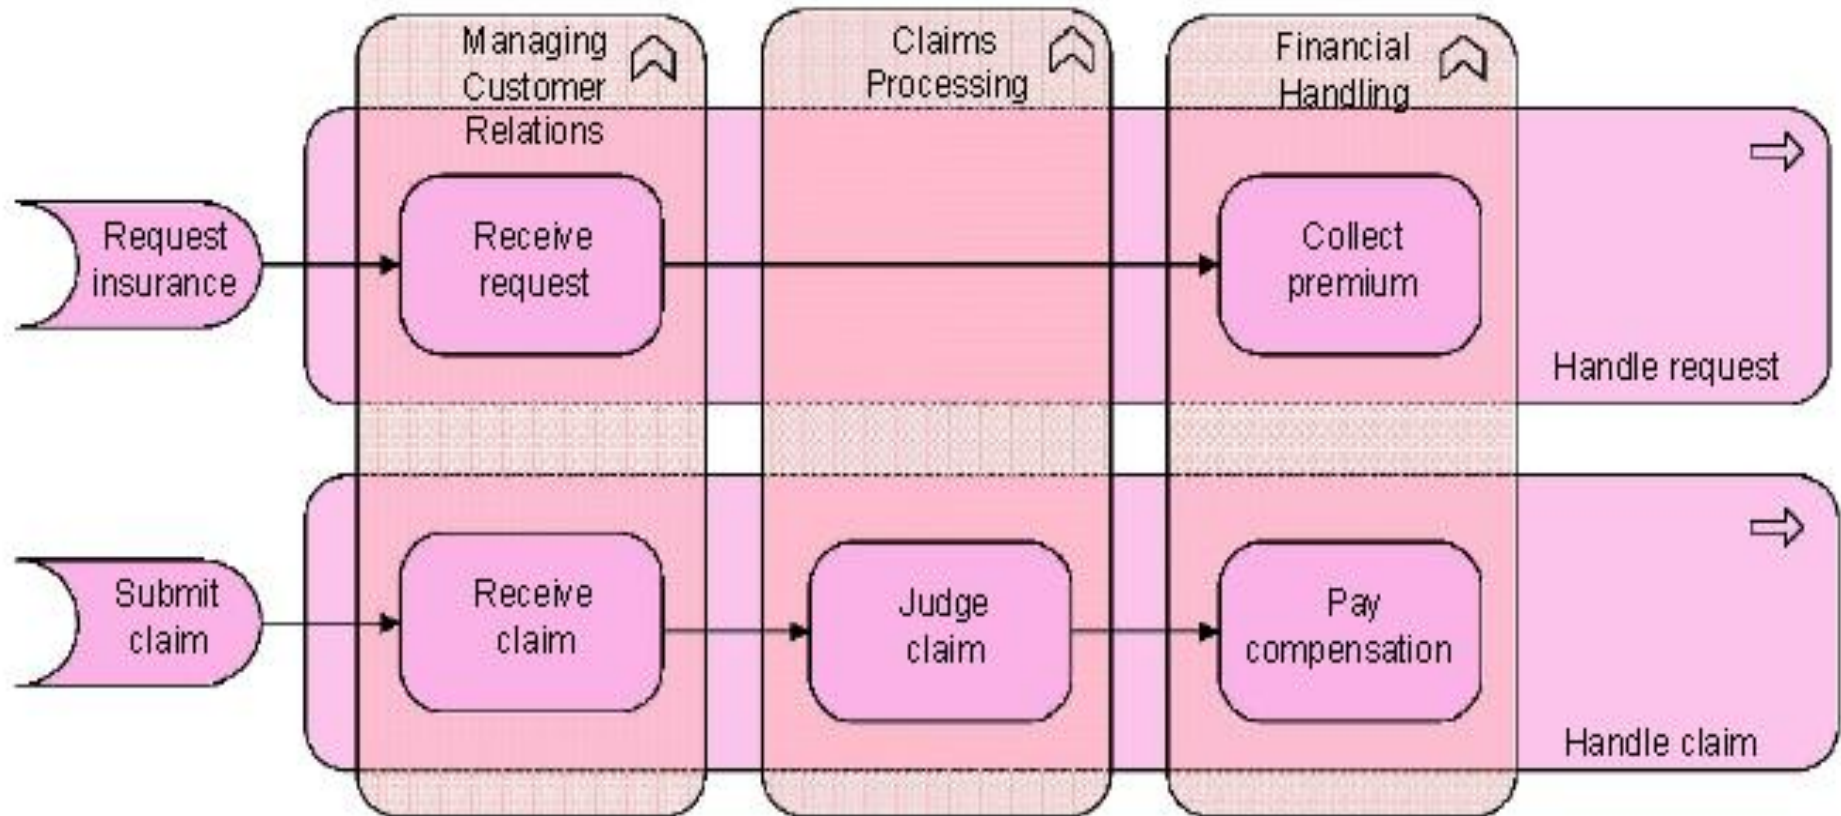 Managing
Customer
Relations
Claims
Processing
Financial
Handling
Request
insurance
Receive
request
Collect
premium
Handle request
Submit
claim
Receive
claim
Judge
claim
Pay
compensation
Handle claim